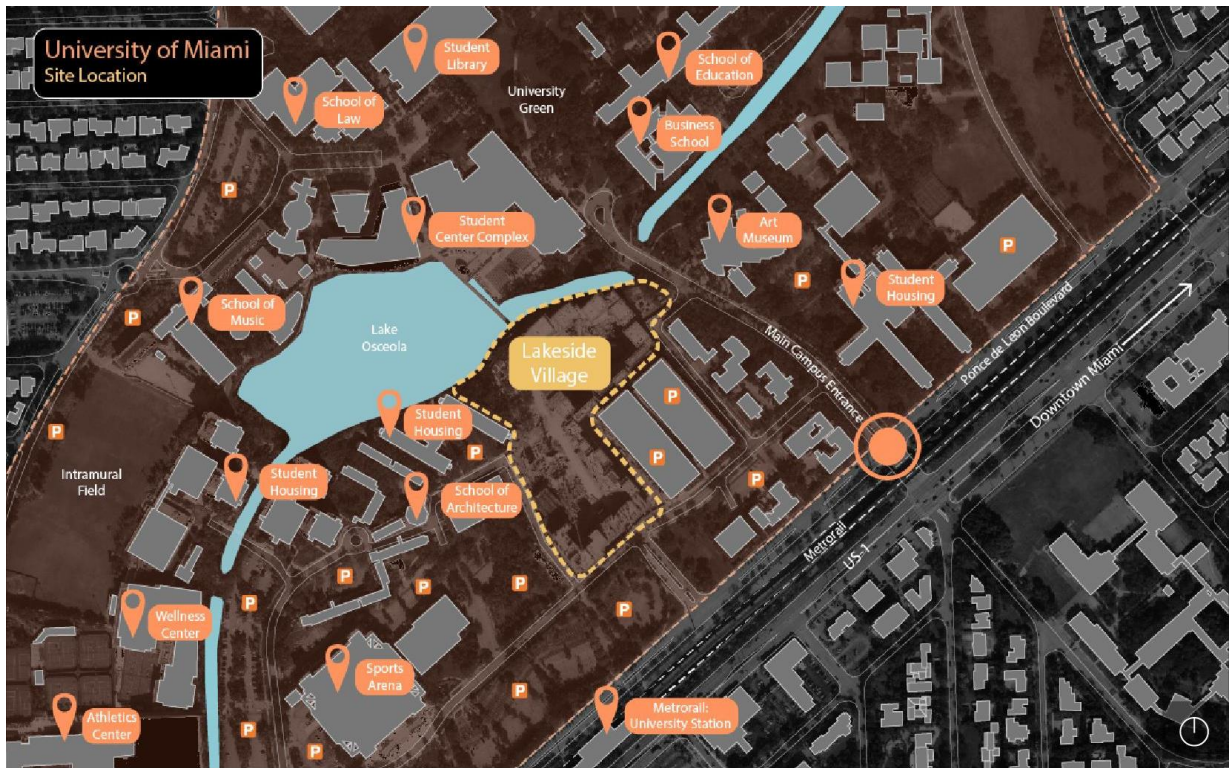 University of Miami
Site Location
Student
Library
School of
Education
School of
Law
University
Green
Business
School
P
Student
Center Complex
Art
Museum
P
P
Student
Housing
School of
Music
P
Lake
Osceola
Lakeside
Village
Main Campus Entrance
Ponce de Leon Boulevard
Downtown Miami
P
Student
Housing
P
P
P
P
Intramural
Field
Student
Housing
School of
Architecture
Metrorail
US-1
P
P
P
P
P
Wellness
Center
Sports
Arena
P
Athletics
Center
Metrorail:
University Station
P
P